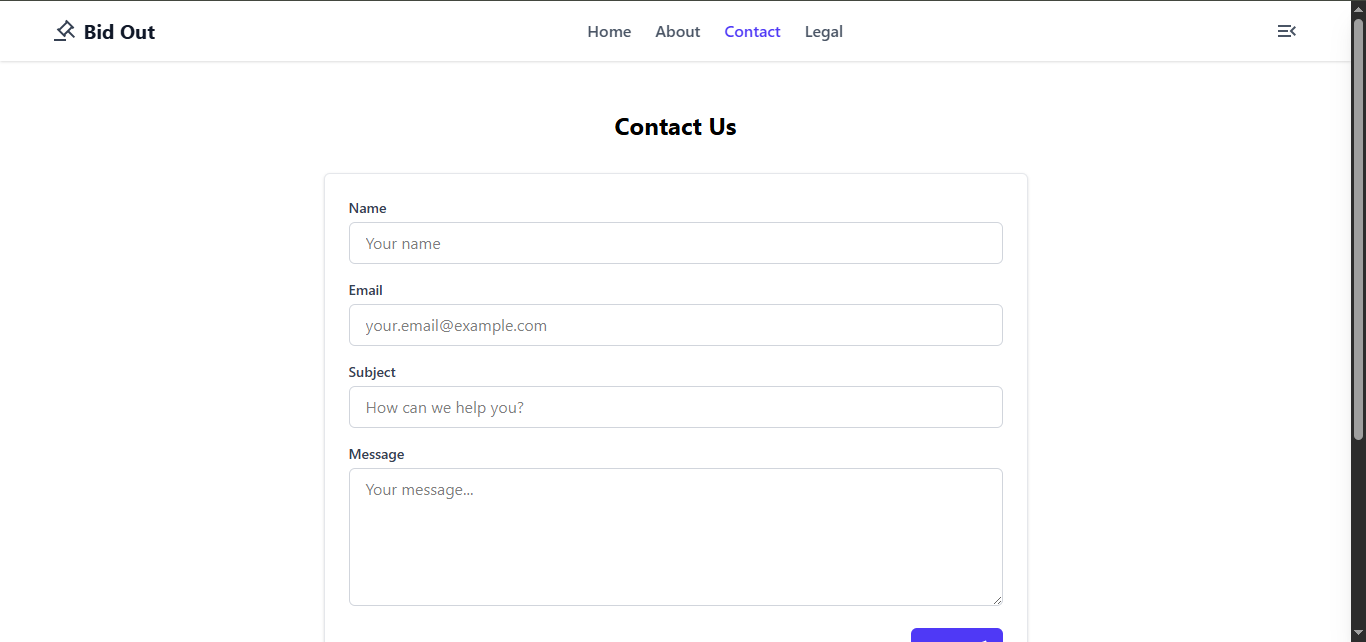 Bid Out
Home About Contact Legal
Contact Us
Name
Your name
Email
your.email@example.com
Subject
How can we help you?
Message
Your message...